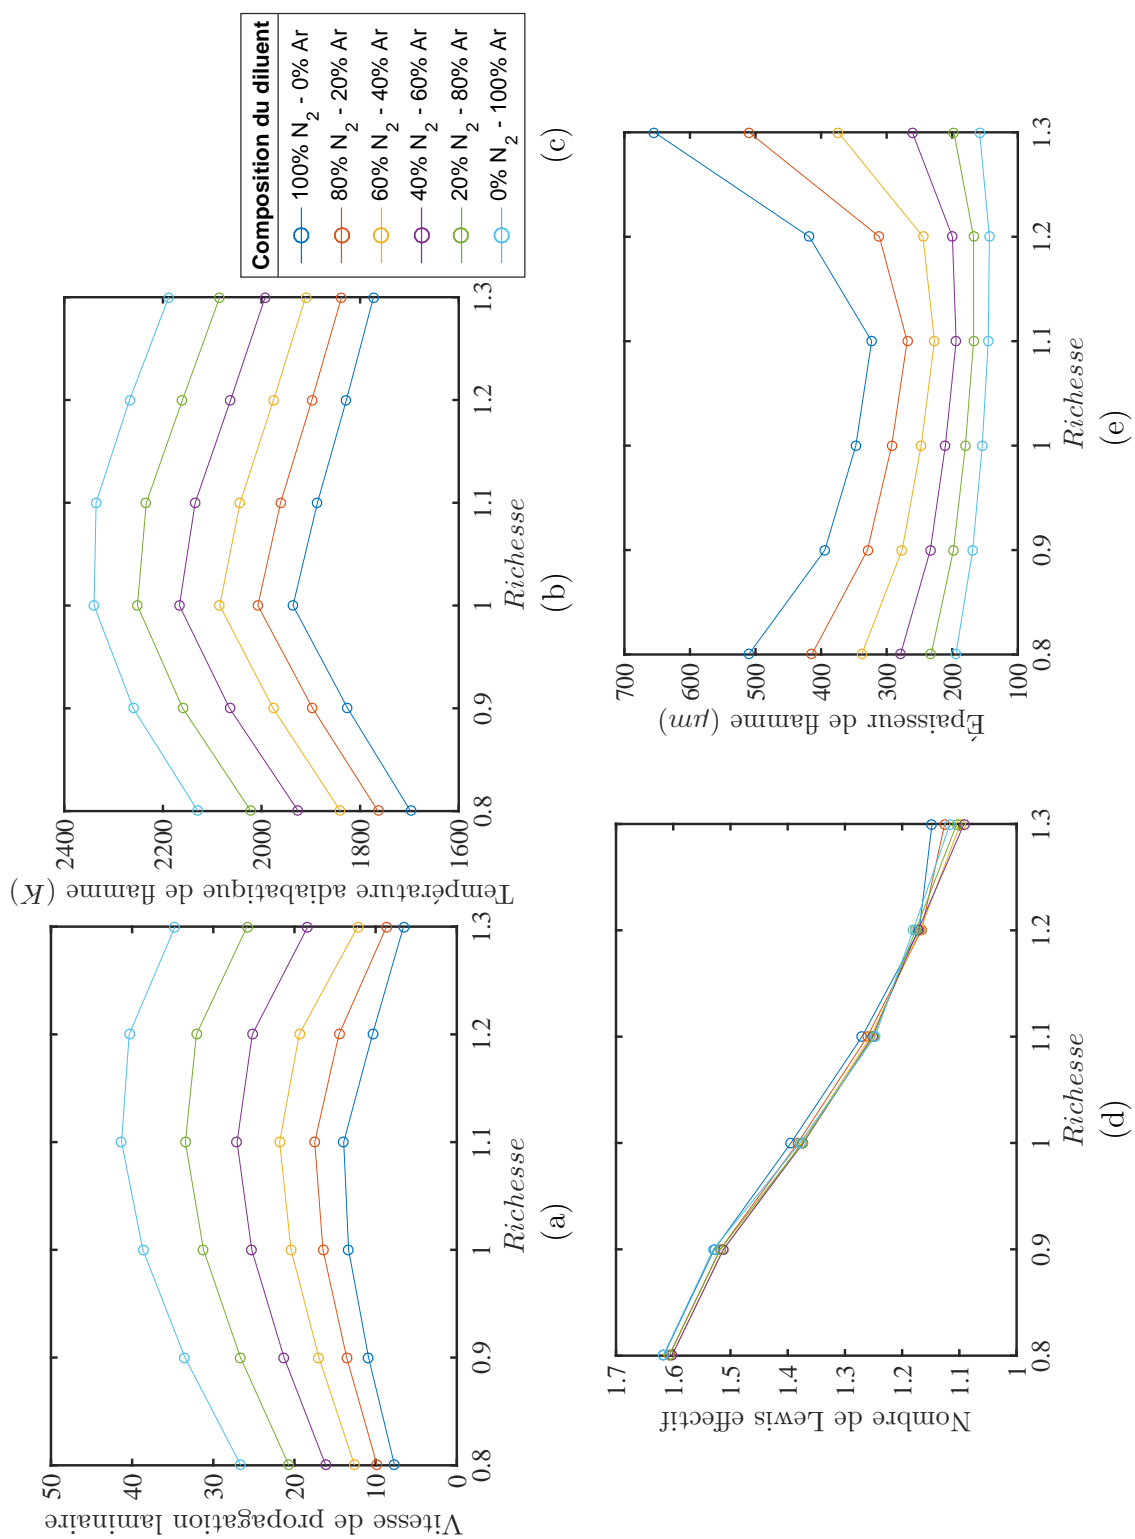 50
40
30
20
10
0
0.8
0.9
1
1.1
1.2
1.3
Vitesse de propagation laminaire
Richesse
(a)
2400
2200
2000
1800
1600
0.8
0.9
1
1.1
1.2
1.3
Température adiabatique de flamme (K)
Richesse
(b)
Composition du diluent
100% N2 - 0% Ar
80% N2 - 20% Ar
60% N2 - 40% Ar
40% N2 - 60% Ar
20% N2 - 80% Ar
0% N2 - 100% Ar
(c)
1.7
1.6
1.5
1.4
1.3
1.2
1.1
1
0.8
0.9
1
1.1
1.2
1.3
Nombre de Lewis effectif
Richesse
(d)
700
600
500
400
300
200
100
0.8
0.9
1
1.1
1.2
1.3
Épaisseur de flamme (μm)
Richesse
(e)